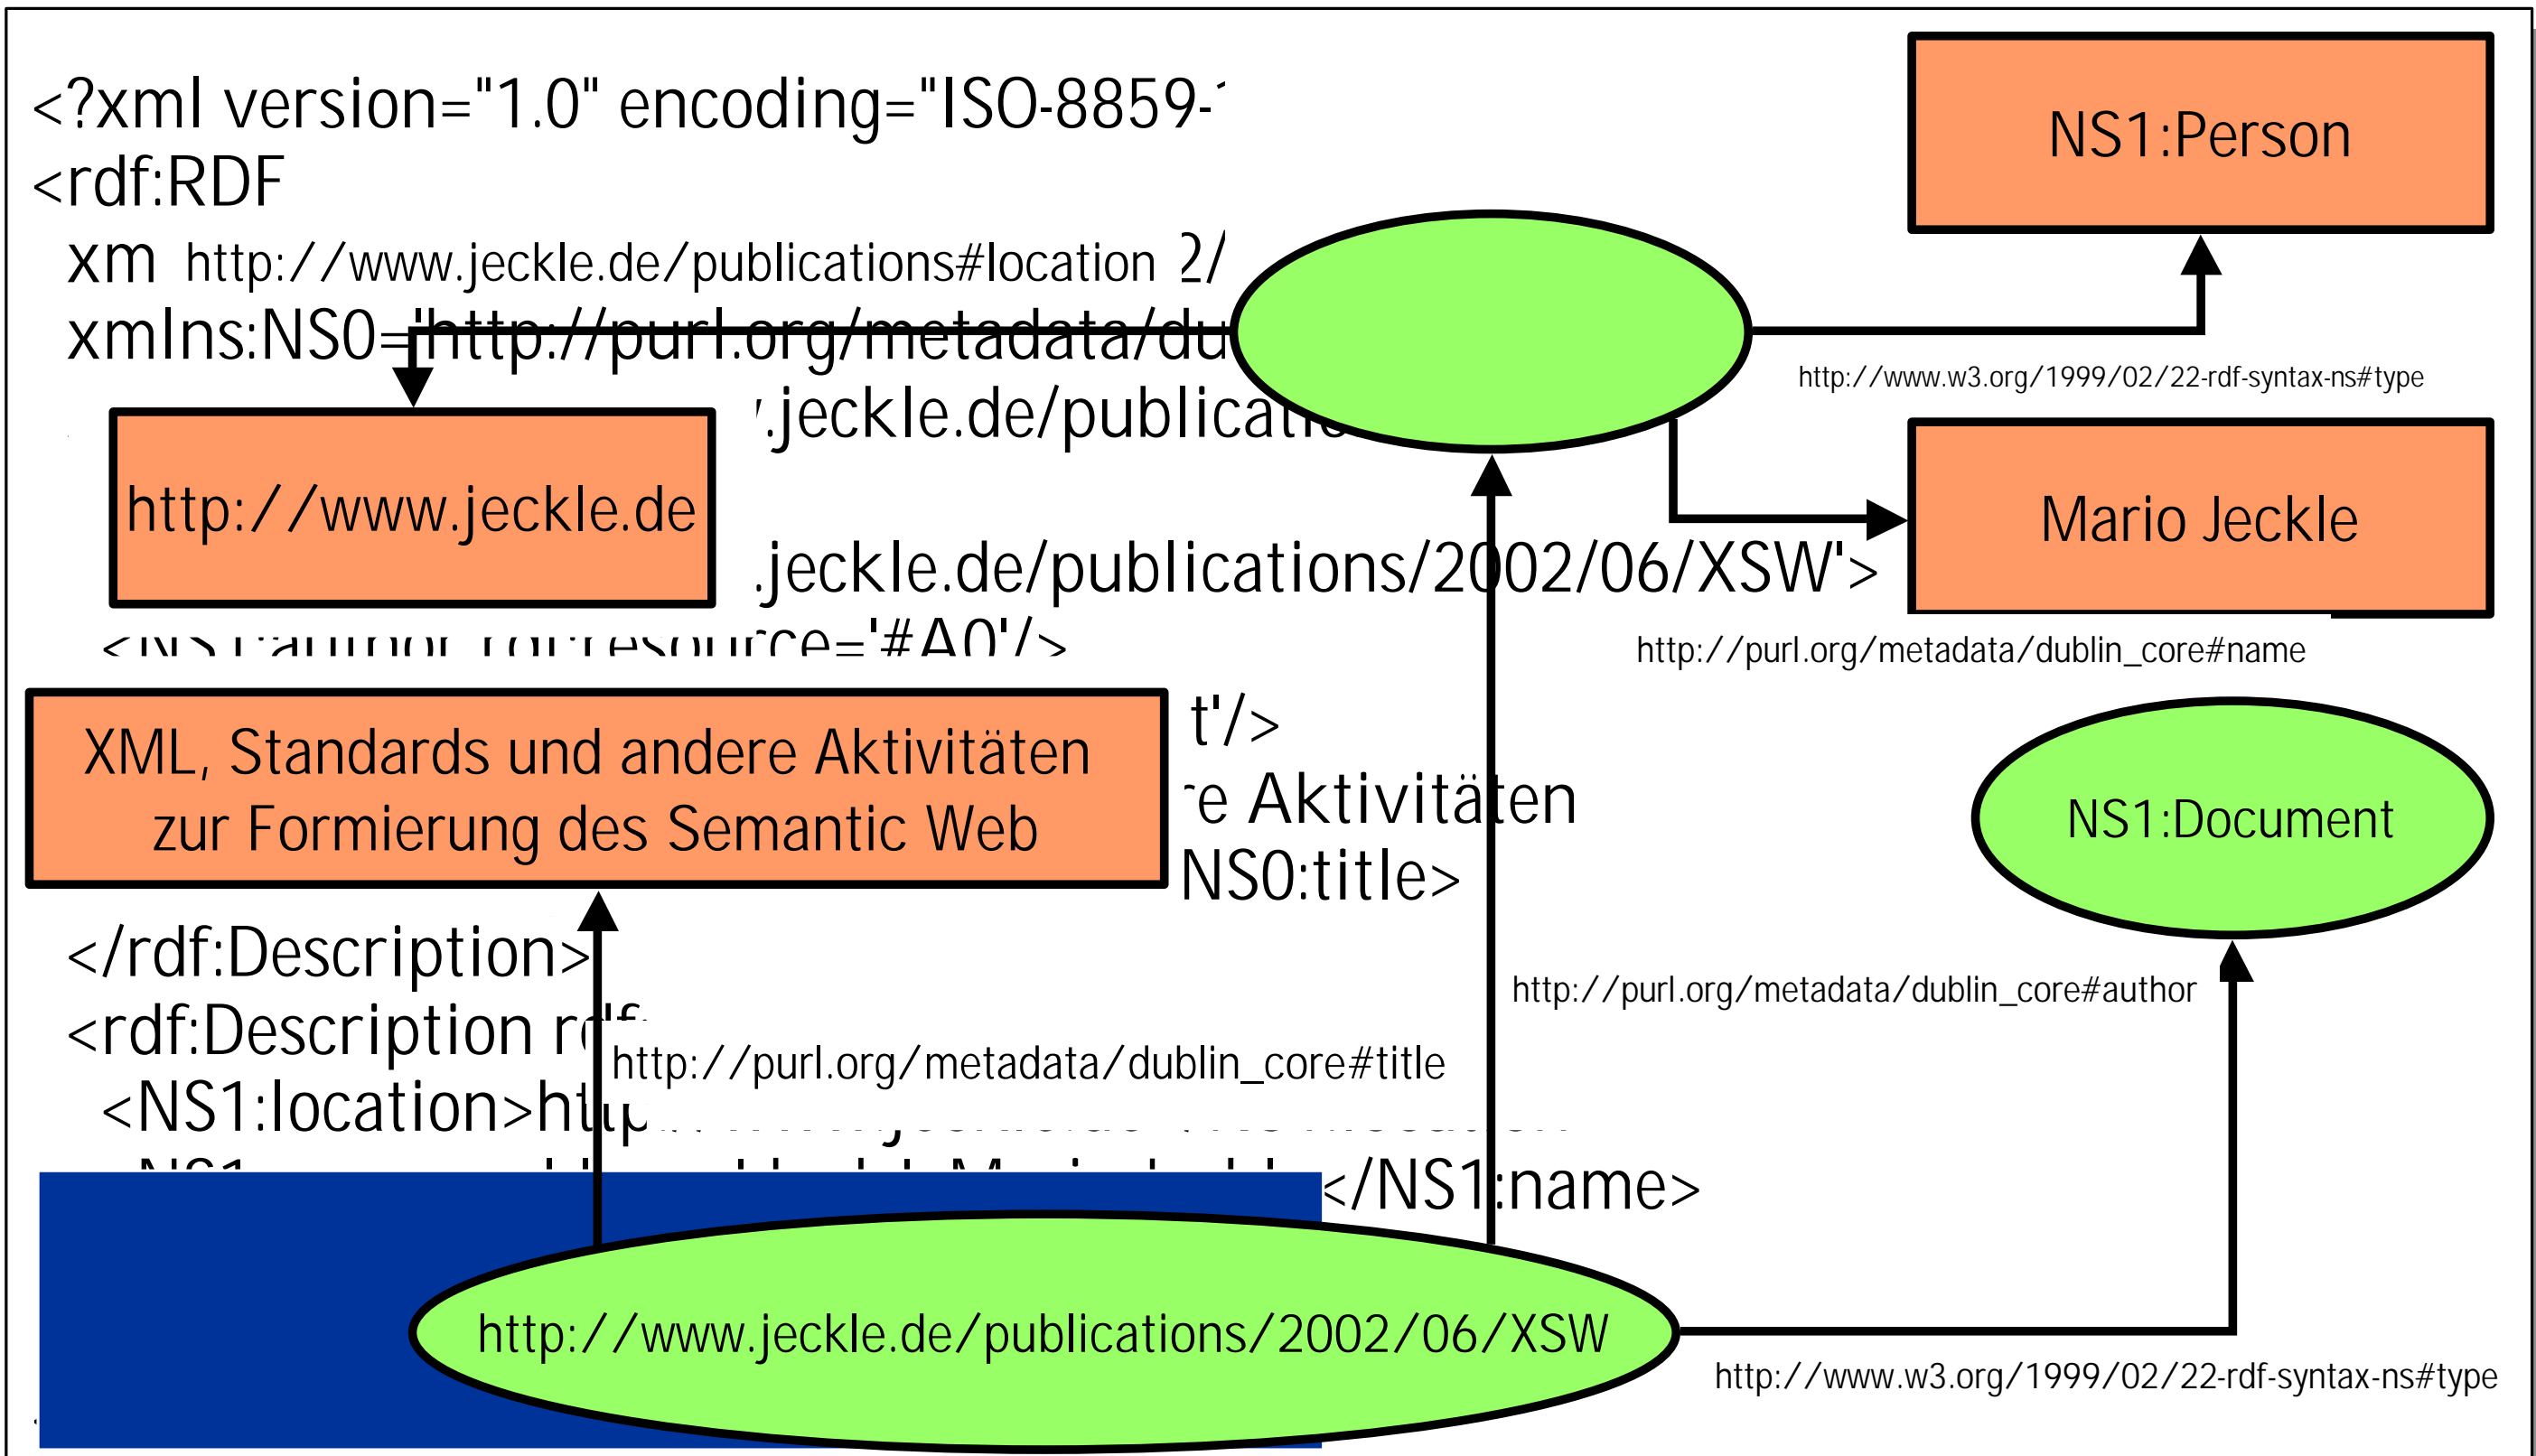 <?xml version="1.0" encoding="ISO-8859-
NS1:Person
<rdf:RDF
xm http://www.jeckle.de/publications#location 2/
xmlns:NS0='http://purl.org/metadata/du
http://www.w3.org/1999/02/22-rdf-syntax-ns#type
.jeckle.de/publicatio
http://www.jeckle.de
Mario Jeckle
.jeckle.de/publications/2002/06/XSW'>
='#A0'/>
http://purl.org/metadata/dublin_core#name
t'/>
XML, Standards und andere Aktivitäten
zur Formierung des Semantic Web
e Aktivitäten
NS1:Document
NS0:title>
</rdf:Description>
http://purl.org/metadata/dublin_core#author
<rdf:Description rdf:
http://purl.org/metadata/dublin_core#title
<NS1:location>http
</NS1:name>
http://www.jeckle.de/publications/2002/06/XSW
http://www.w3.org/1999/02/22-rdf-syntax-ns#type